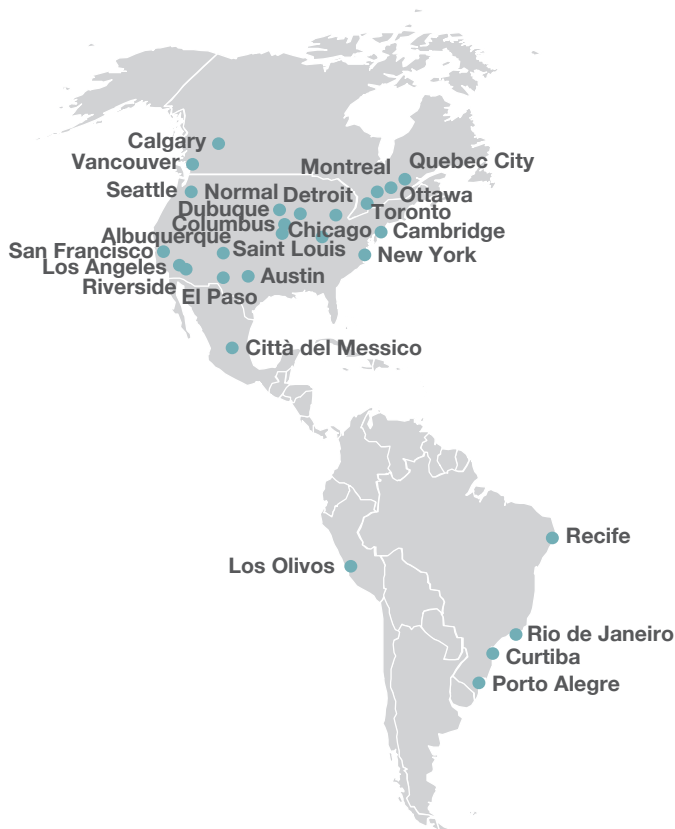 Calgary
Vancouver
Montreal
Quebec City
Seattle
Normal
Detroit
Ottawa
Dubuque
Toronto
Columbus
Chicago
Cambridge
Albuquerque
San Francisco
Saint Louis
New York
Los Angeles
Riverside
Austin
El Paso
Città del Messico
Recife
Los Olivos
Rio de Janeiro
Curtiba
Porto Alegre